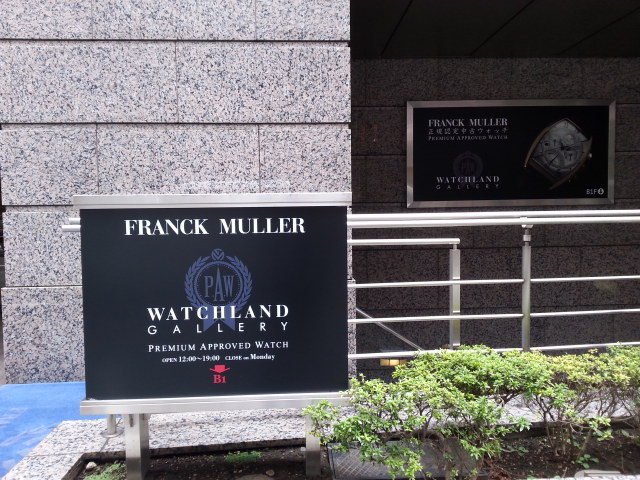 FRANCK MULLER
PAW
WATCHLAND
GALLERY
PREMIUM APPROVED WATCH
OPEN 12:00~19:00 CLOSE on Monday
B1
FRANCK MULLER
正規認定中古ウォッチ
PREMIUM APPROVED WATCH
WATCHLAND
GALLERY
B1F